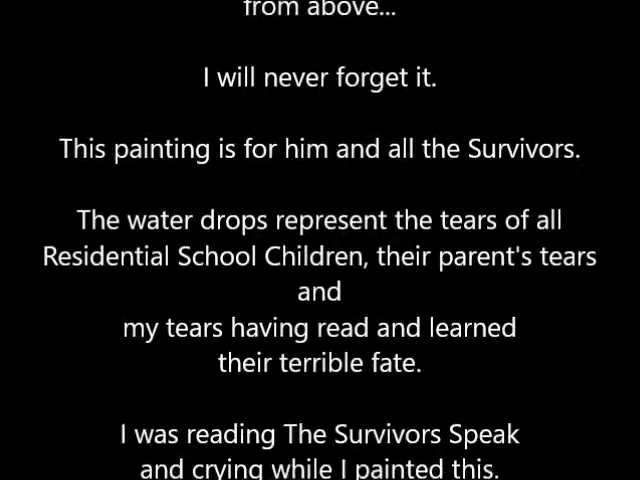 from above...
I will never forget it.
This painting is for him and all the Survivors.
The water drops represent the tears of all
Residential School Children, their parent's tears
and
my tears having read and learned
their terrible fate.
I was reading The Survivors Speak
and crying while I painted this.